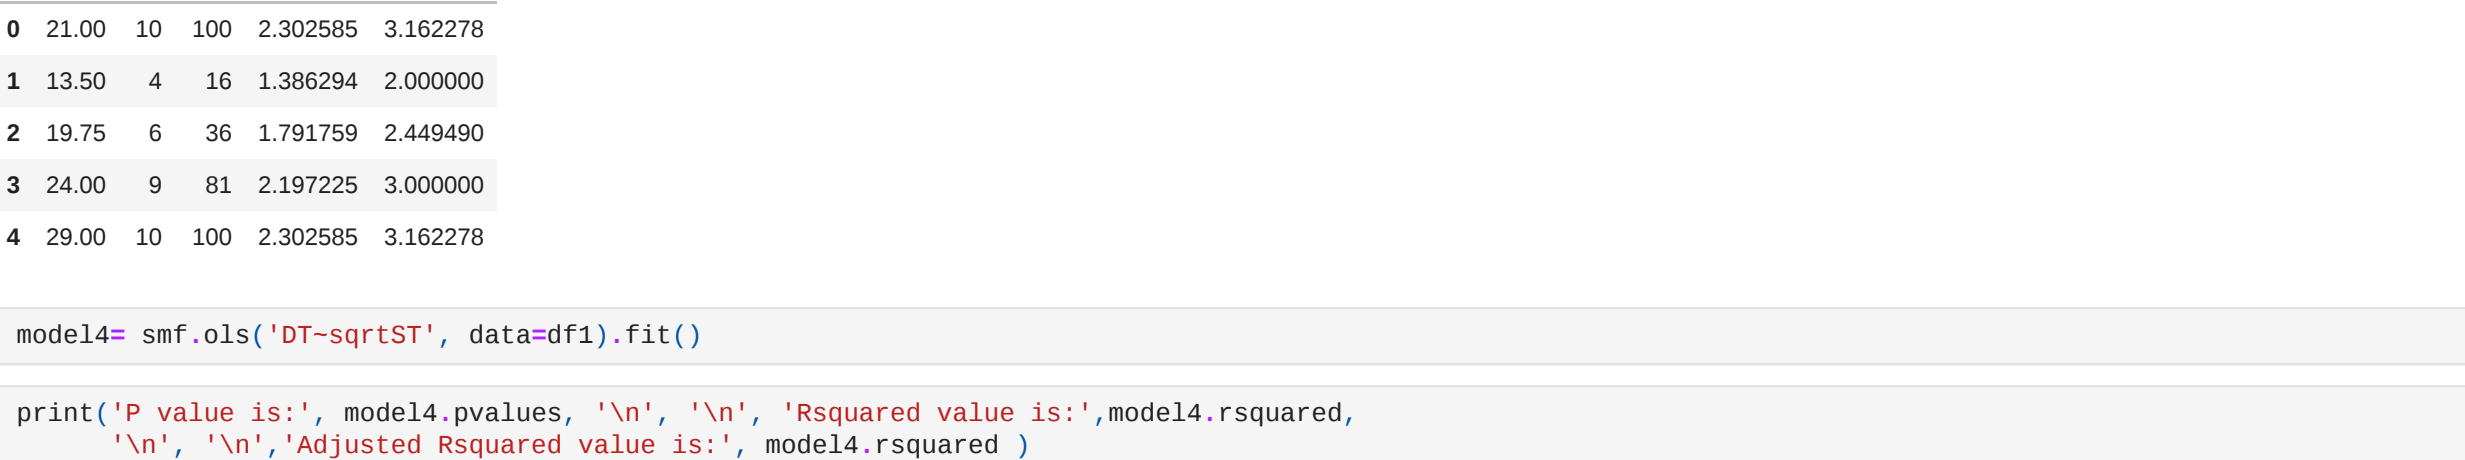 0 21.00 10 100 2.302585 3.162278
1 13.50 4 16 1.386294 2.000000
2 19.75 6 36 1.791759 2.449490
3 24.00 9 81 2.197225 3.000000
4 29.00 10 100 2.302585 3.162278
model4= smf.ols('DT~sqrtST', data=df1).fit()
print('P value is:', model4.pvalues, '\n', '\n', 'Rsquared value is:',model4.rsquared,
'\n', '\n','Adjusted Rsquared value is:', model4.rsquared )